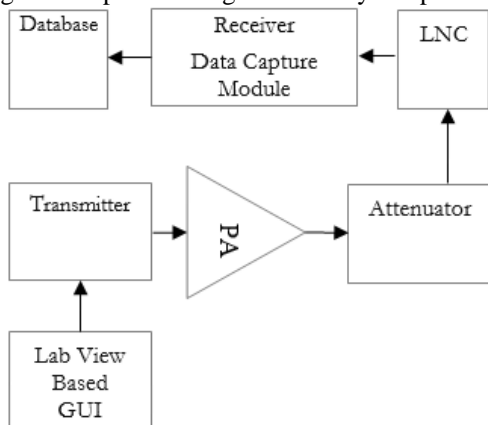 Database
Receiver
Data Capture
Module
LNC
Transmitter
PA
Attenuator
Lab View
Based
GUI